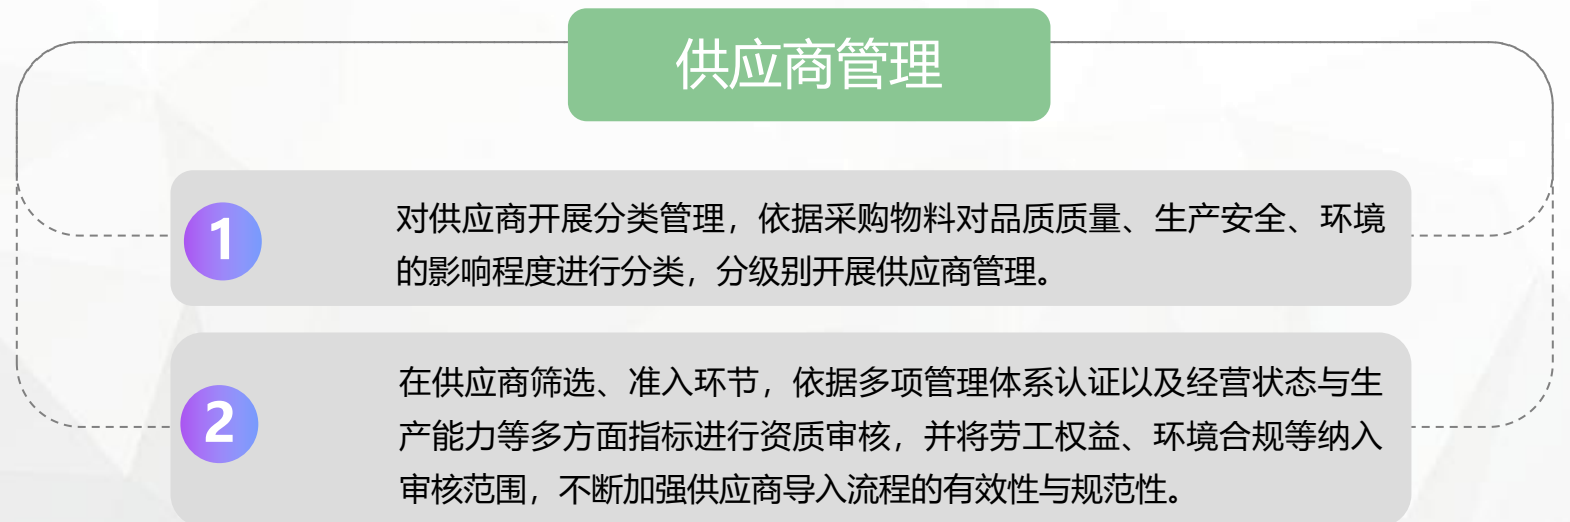 供应商管理
1
对供应商开展分类管理，依据采购物料对品质质量、生产安全、环境
的影响程度进行分类，分级别开展供应商管理。
2
在供应商筛选、准入环节，依据多项管理体系认证以及经营状态与生
产能力等多方面指标进行资质审核，并将劳工权益、环境合规等纳入
审核范围，不断加强供应商导入流程的有效性与规范性。